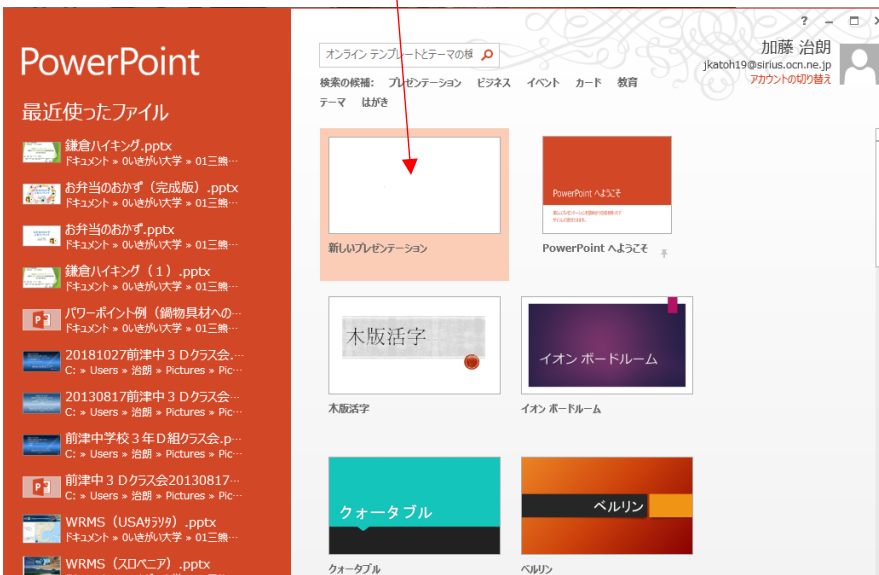 PowerPoint
最近使ったファイル
鎌倉ハイキング.pptx
ドキュメント » 0いきがい大学 » 01三熊…
お弁当のおかず（完成版）.pptx
ドキュメント » 0いきがい大学 » 01三熊…
お弁当のおかず.pptx
ドキュメント » 0いきがい大学 » 01三熊…
鎌倉ハイキング（１）.pptx
ドキュメント » 0いきがい大学 » 01三熊…
パワーポイント例（鍋物具材への…
ドキュメント » 0いきがい大学 » 01三熊…
20181027前津中３Ｄクラス会.…
C: » Users » 治朗 » Pictures » Pic…
20130817前津中３Ｄクラス会…
C: » Users » 治朗 » Pictures » Pic…
前津中学校３年Ｄ組クラス会.p…
C: » Users » 治朗 » Pictures » Pic…
前津中３Ｄクラス会20130817…
C: » Users » 治朗 » Pictures » Pic…
WRMS（USAｻﾗｿﾀ）.pptx
ドキュメント » 0いきがい大学 » 01三熊…
WRMS（スロベニア）.pptx
?
加藤 治朗
jkatoh19@sirius.ocn.ne.jp
アカウントの切り替え
オンライン テンプレートとテーマの検
検索の候補: プレゼンテーション ビジネス イベント カード 教育
テーマ はがき
新しいプレゼンテーション
PowerPoint へようこそ
PowerPoint へようこそ
木版活字
木版活字
イオン ボードルーム
イオン ボードルーム
クォータブル
クォータブル
ベルリン
ベルリン